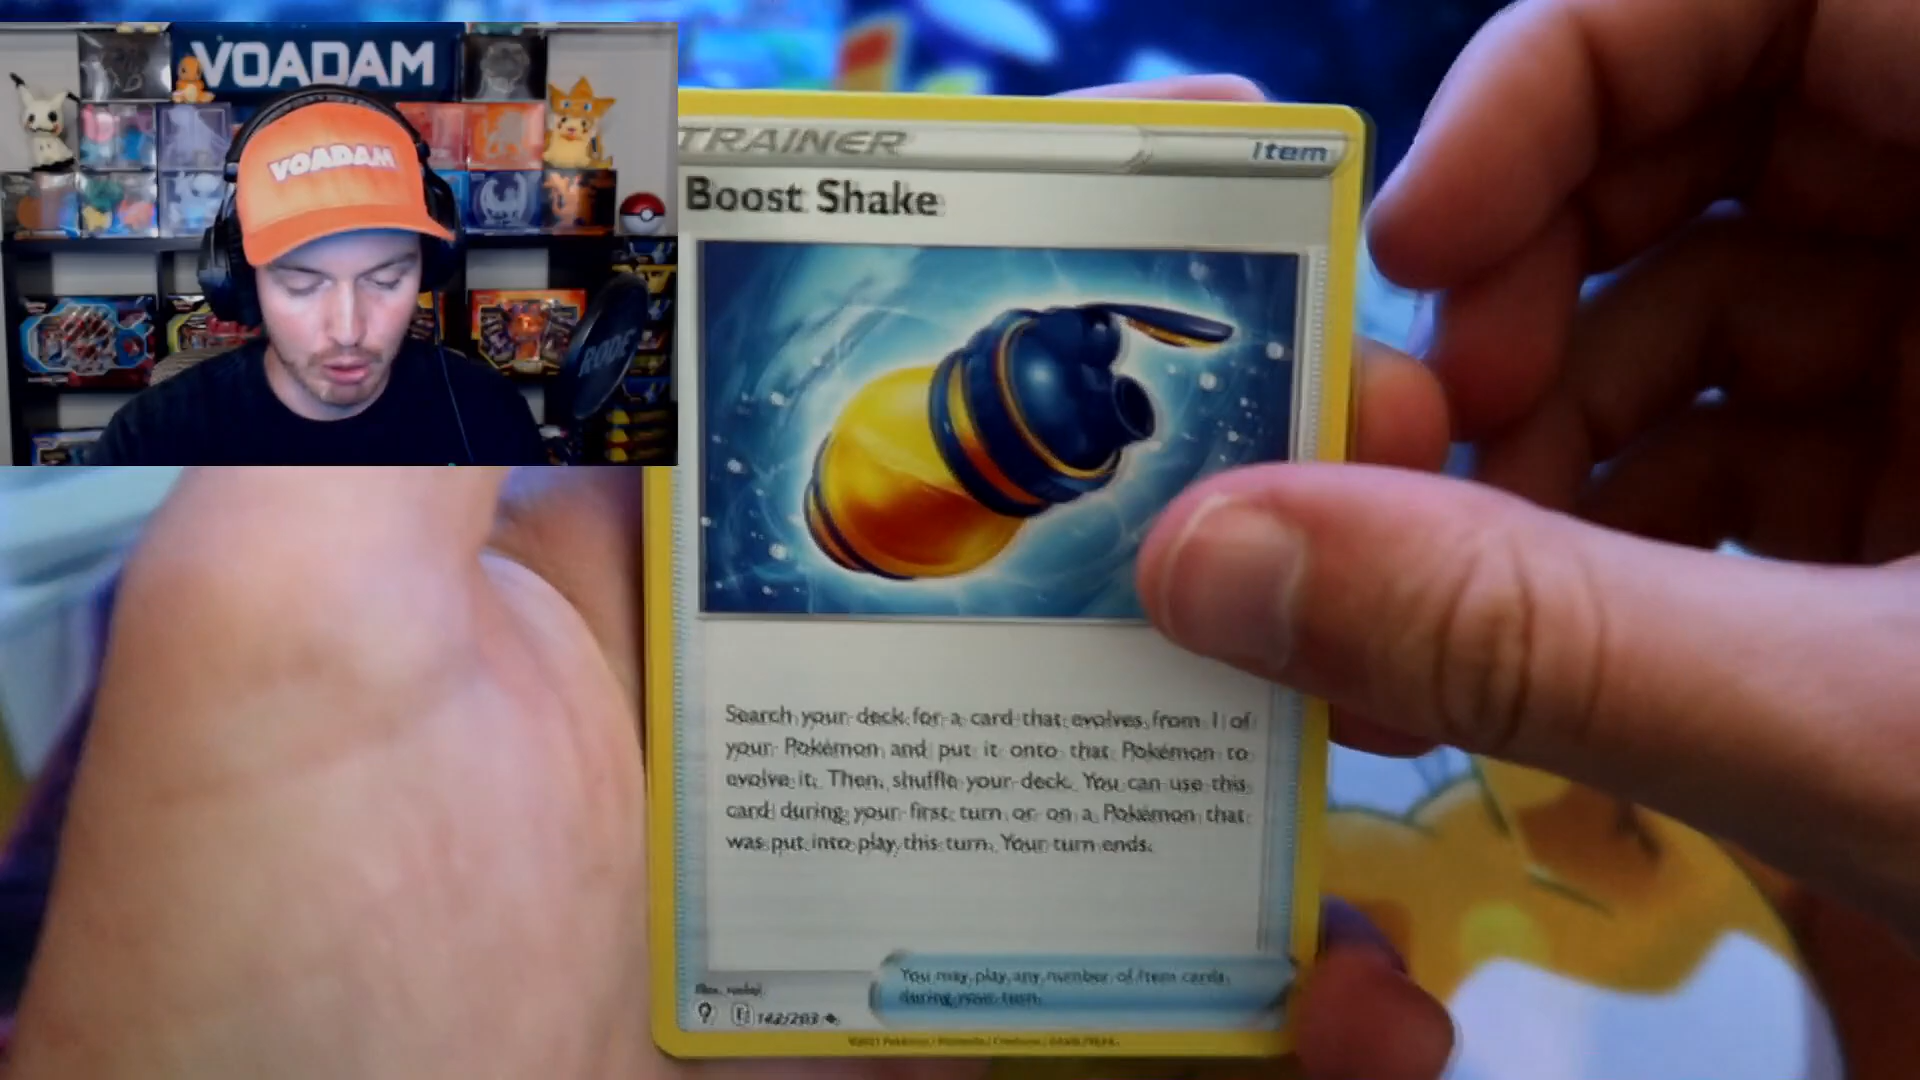 VOADAM
VOADAM
RODE
TRAINER
Item
Boost Shake
Search your deck for a card that evolves from 1 of
your Pokémon and put it onto that Pokémon to
evolve it. Then, shuffle your deck. You can use this
card during your first turn or on a Pokémon that
was put into play this turn. Your turn ends.
You may play any number of Item cards
during your turn.
142/203